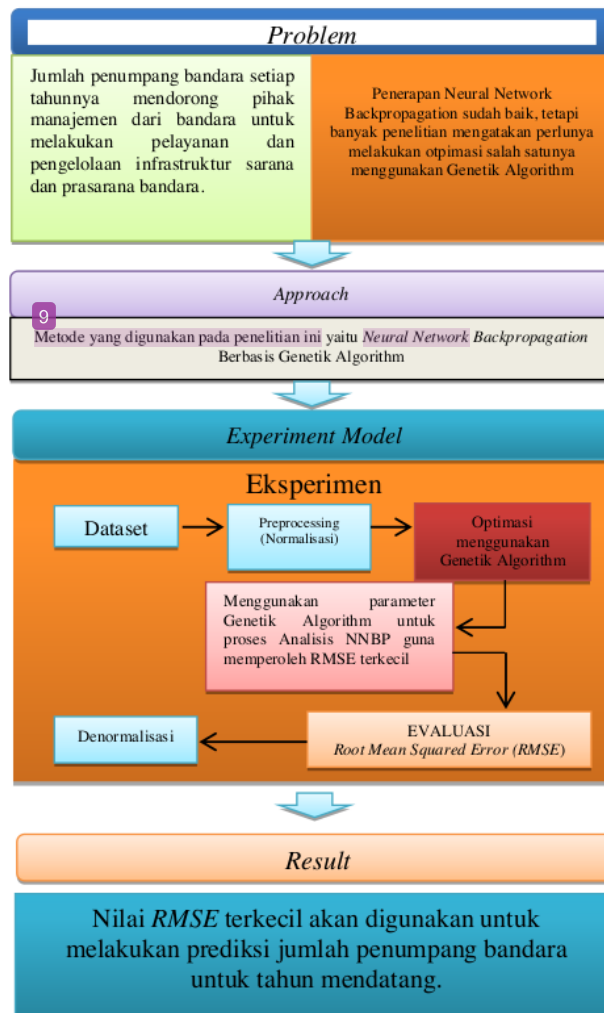 Problem
Jumlah penumpang bandara setiap
tahunnya mendorong pihak
manajemen dari bandara untuk
melakukan pelayanan dan
pengelolaan infrastruktur sarana
dan prasarana bandara.
Penerapan Neural Network
Backpropagation sudah baik, tetapi
banyak penelitian mengatakan perlunya
melakukan otpimasi salah satunya
menggunakan Genetik Algorithm
Approach
9
Metode yang digunakan pada penelitian ini yaitu Neural Network Backpropagation
Berbasis Genetik Algorithm
Experiment Model
Eksperimen
Dataset
Preprocessing
(Normalisasi)
Optimasi
menggunakan
Genetik Algorithm
Menggunakan parameter
Genetik Algorithm untuk
proses Analisis NNBP guna
memperoleh RMSE terkecil
EVALUASI
Root Mean Squared Error (RMSE)
Denormalisasi
Result
Nilai RMSE terkecil akan digunakan untuk
melakukan prediksi jumlah penumpang bandara
untuk tahun mendatang.